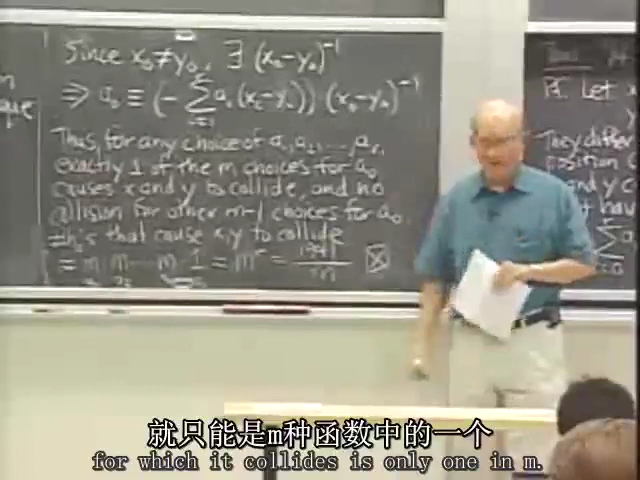 Since x₀≠y₀, ∃ (x₀-y₀)⁻¹
⇒ a₀ ≡ (- Σ aᵢ(xᵢ-yᵢ)) (x₀-y₀)⁻¹
Thus, for any choice of a₁, a₂, ..., aᵣ,
exactly 1 of the m choices for a₀
causes x and y to collide, and no
collision for other m-1 choices for a₀.
# h's that cause x,y to collide
= m · m ··· m · 1 = mʳ = |H|/m
que
Pf. Let x
y
They differ
position
and y
have
就只能是m种函数中的一个
for which it collides is only one in m.